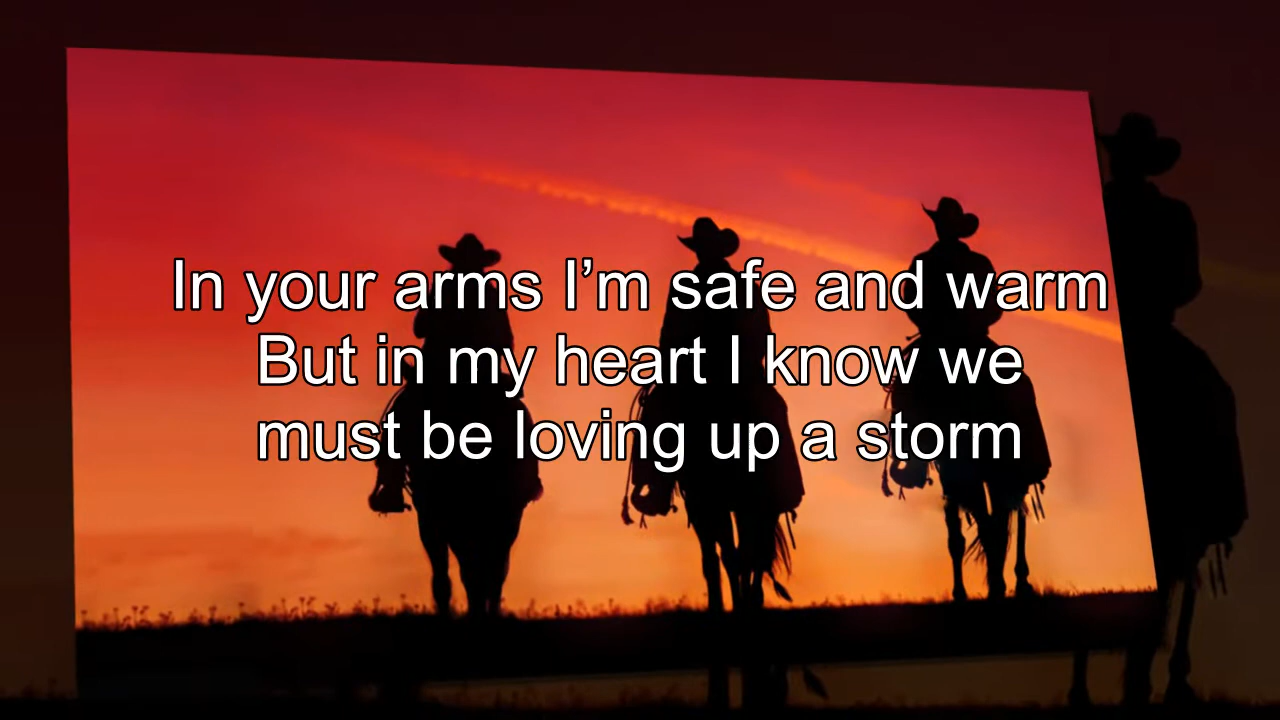 In your arms I’m safe and warm
But in my heart I know we
must be loving up a storm